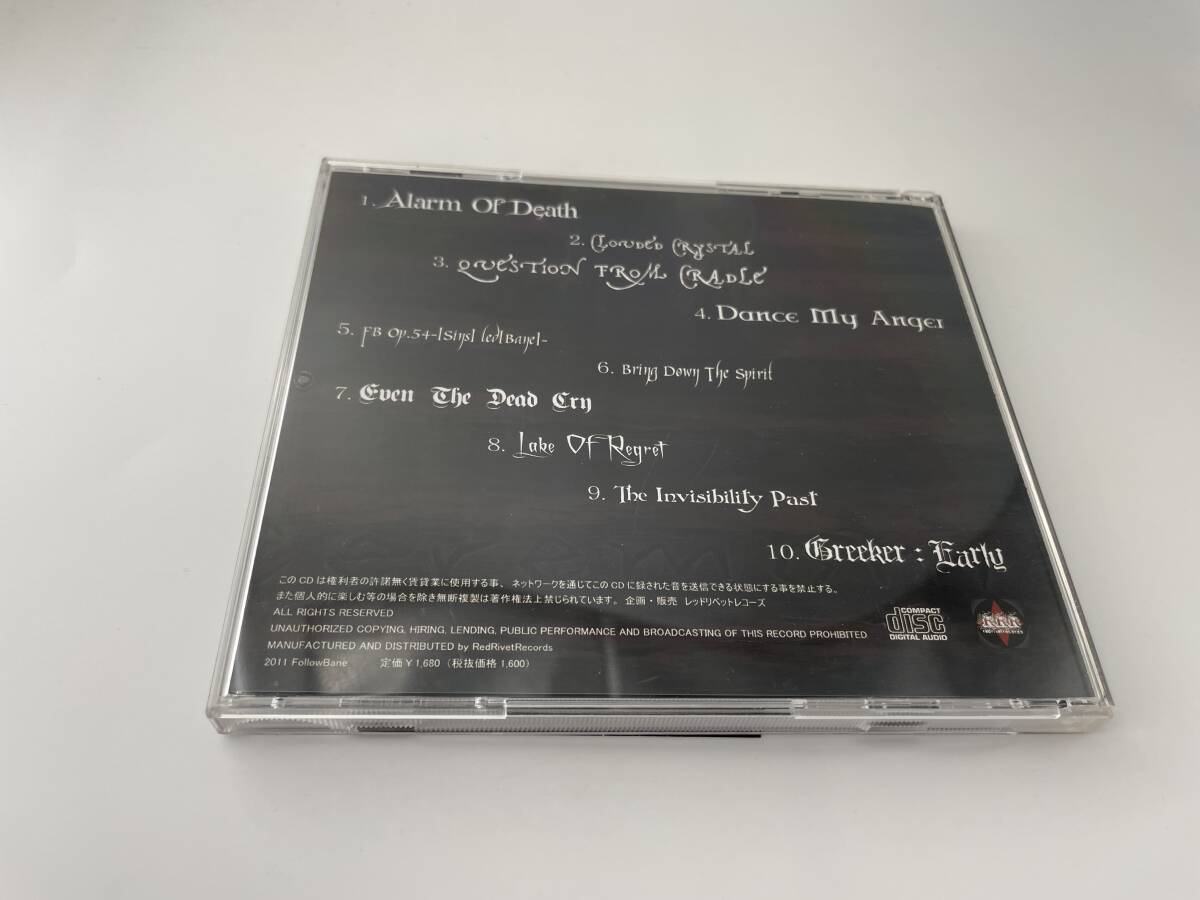 1. Alarm Of Death
2. Clouded Crystal
3. Question From Cradle
4. Dance My Anger
5. FB Op.54-[Sins] led[Bane]-
6. Bring Down The Spirit
7. Even The Dead Cry
8. Lake Of Regret
9. The Invisibility Past
10. Greeker : Early
このCDは権利者の許諾無く賃貸業に使用する事、ネットワークを通じてこのCDに録された音を送信できる状態にする事を禁止する。
また個人的に楽しむ等の場合を除き無断複製は著作権法上禁じられています。 企画・販売 レッドリベットレコーズ
ALL RIGHTS RESERVED
UNAUTHORIZED COPYING, HIRING, LENDING, PUBLIC PERFORMANCE AND BROADCASTING OF THIS RECORD PROHIBITED
MANUFACTURED AND DISTRIBUTED by RedRivetRecords
2011 FollowBane 定価￥1,680（税抜価格 1,600）
COMPACT
disc
DIGITAL AUDIO
RRR
redrivetrecords